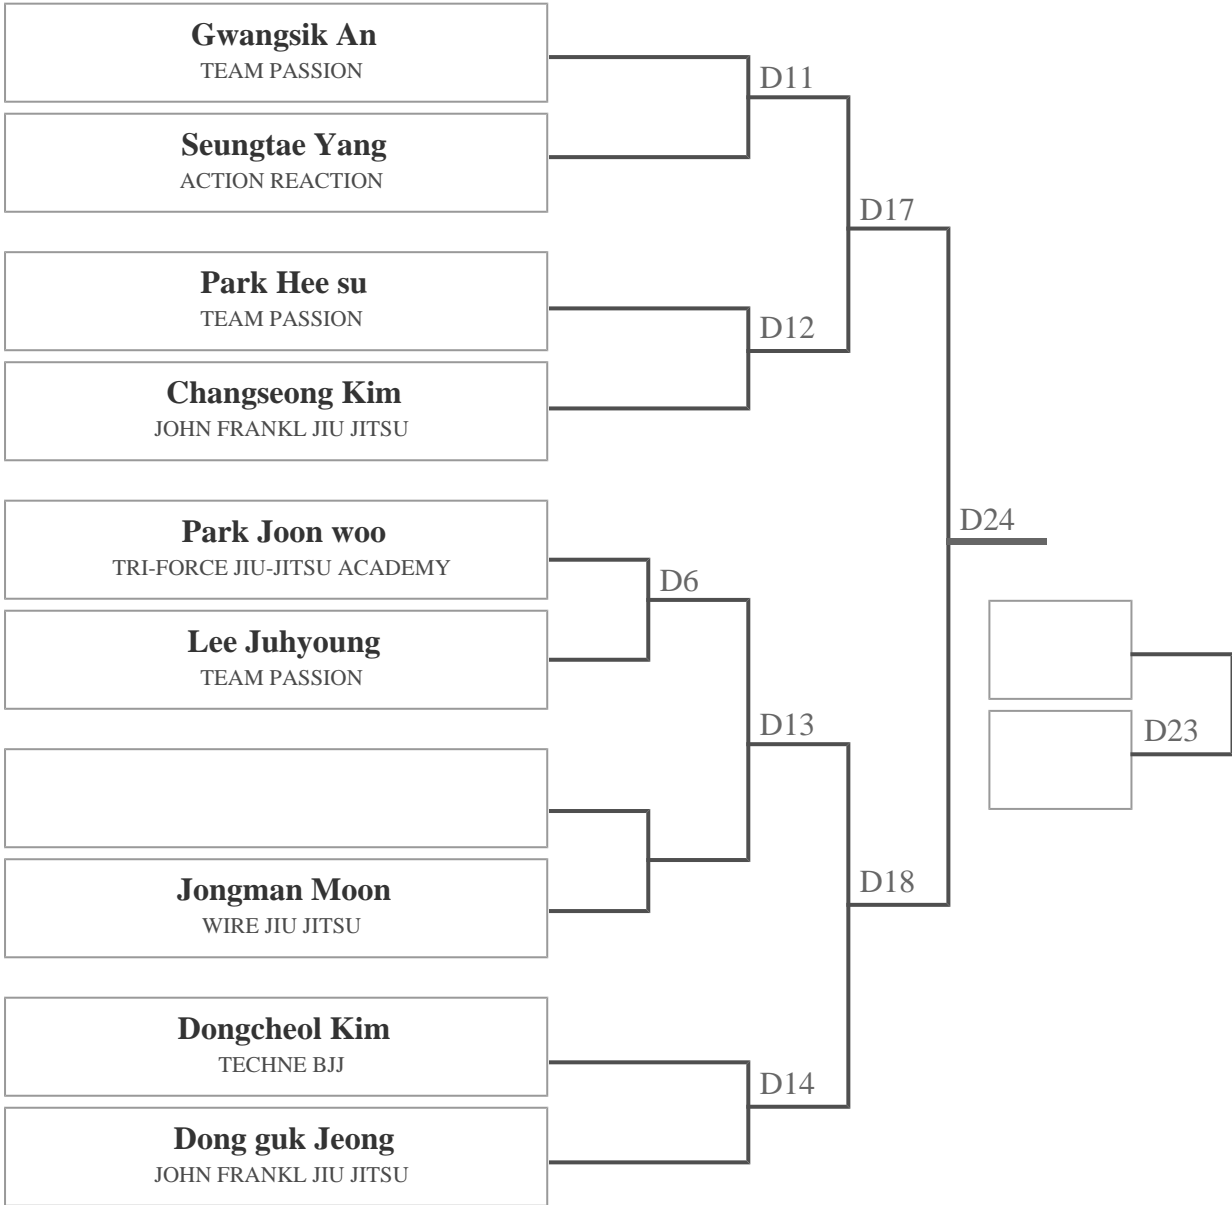 Gwangsik An
TEAM PASSION
D11
Seungtae Yang
ACTION REACTION
D17
Park Hee su
TEAM PASSION
D12
Changseong Kim
JOHN FRANKL JIU JITSU
Park Joon woo
TRI-FORCE JIU-JITSU ACADEMY
D24
D6
Lee Juhyoung
TEAM PASSION
D13
D23
Jongman Moon
WIRE JIU JITSU
D18
Dongcheol Kim
TECHNE BJJ
D14
Dong guk Jeong
JOHN FRANKL JIU JITSU